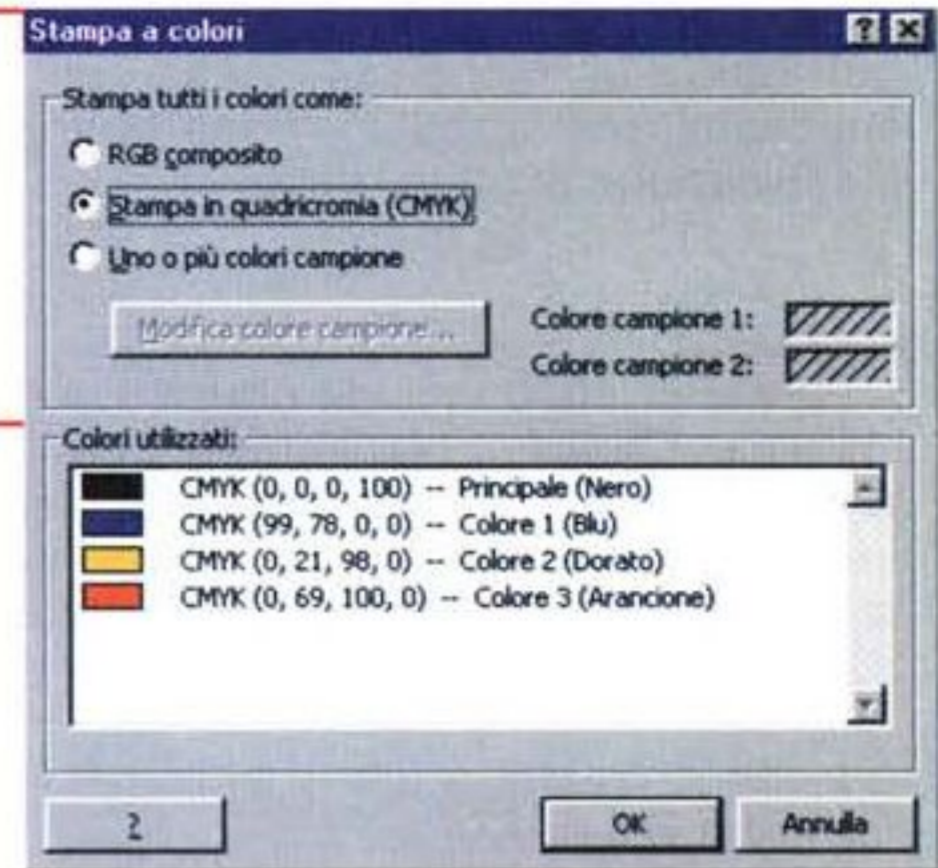 Stampa a colori
Stampa tutti i colori come:
RGB composito
Stampa in quadricromia (CMYK)
Uno o più colori campione
Modifica colore campione...
Colore campione 1:
Colore campione 2:
Colori utilizzati:
CMYK (0, 0, 0, 100) -- Principale (Nero)
CMYK (99, 78, 0, 0) -- Colore 1 (Blu)
CMYK (0, 21, 98, 0) -- Colore 2 (Dorato)
CMYK (0, 69, 100, 0) -- Colore 3 (Arancione)
?
OK
Annulla